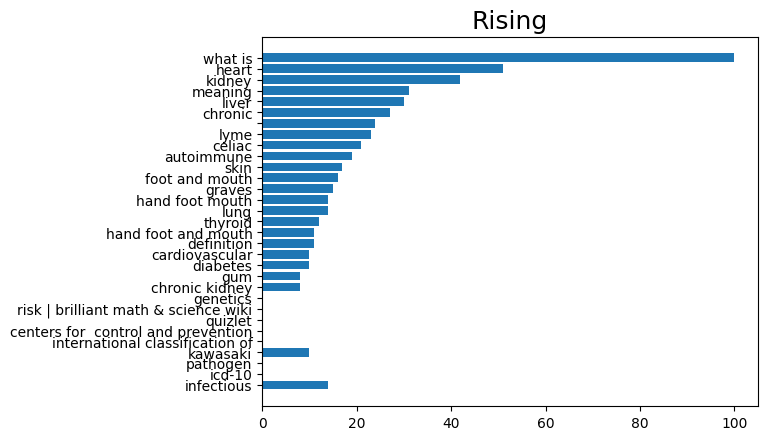 Rising
what is
heart
kidney
meaning
liver
chronic
lyme
celiac
autoimmune
skin
foot and mouth
graves
hand foot mouth
lung
thyroid
hand foot and mouth
definition
cardiovascular
diabetes
gum
chronic kidney
genetics
risk | brilliant math & science wiki
quizlet
centers for  control and prevention
international classification of
kawasaki
pathogen
icd-10
infectious
0 20 40 60 80 100